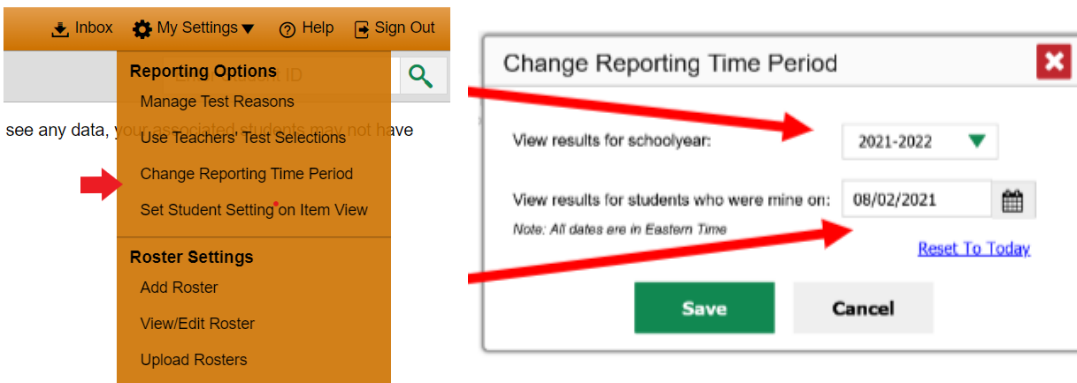 Inbox My Settings Help Sign Out
Reporting Options
ID
Manage Test Reasons
see any data, your associated students may not have
Use Teachers' Test Selections
Change Reporting Time Period
Set Student Setting on Item View
Roster Settings
Add Roster
View/Edit Roster
Upload Rosters
Change Reporting Time Period
View results for schoolyear: 2021-2022
View results for students who were mine on: 08/02/2021
Note: All dates are in Eastern Time
Reset To Today
Save Cancel